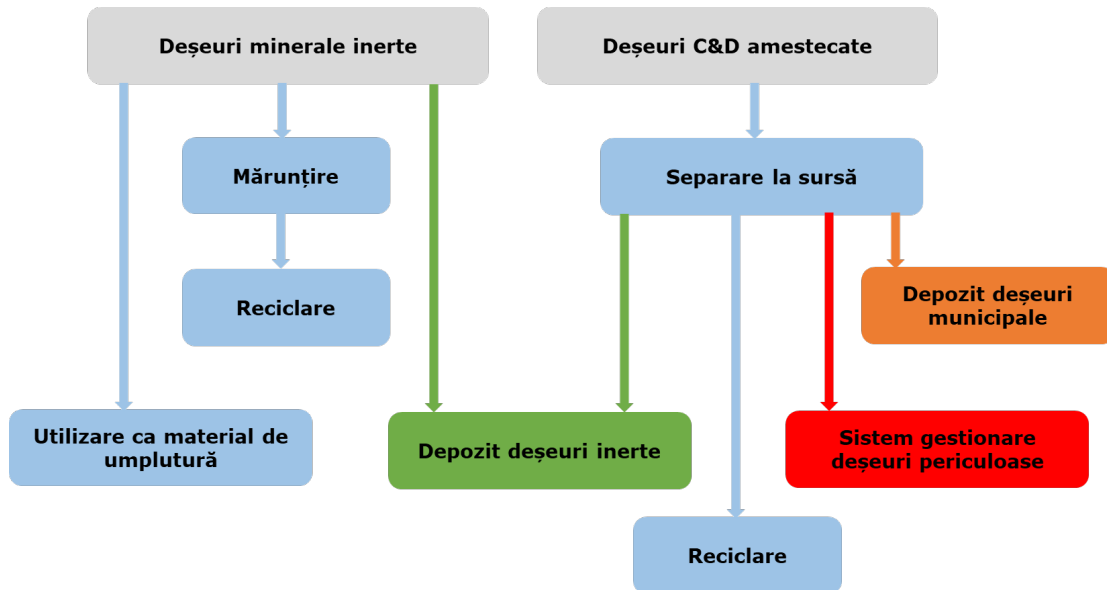 Deșeuri minerale inerte
Deșeuri C&D amestecate
Mărunțire
Separare la sursă
Reciclare
Depozit deșeuri
municipale
Utilizare ca material de
umplutură
Depozit deșeuri inerte
Sistem gestionare
deșeuri periculoase
Reciclare